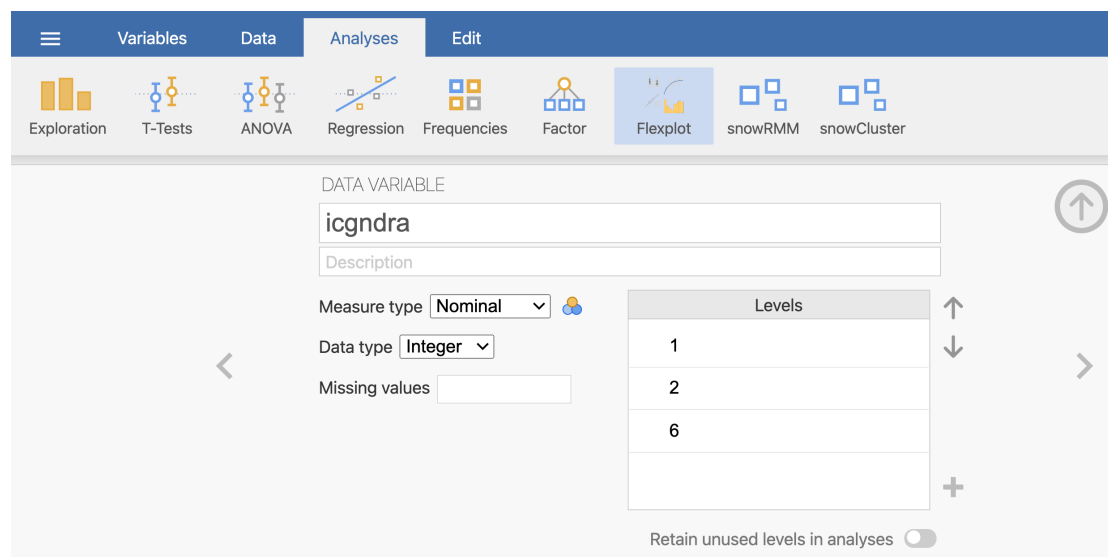 Variables Data Analyses Edit
Exploration T-Tests ANOVA Regression Frequencies Factor Flexplot snowRMM snowCluster
DATA VARIABLE
icgndra
Description
Measure type Nominal
Data type Integer
Missing values
Levels
1
2
6
Retain unused levels in analyses